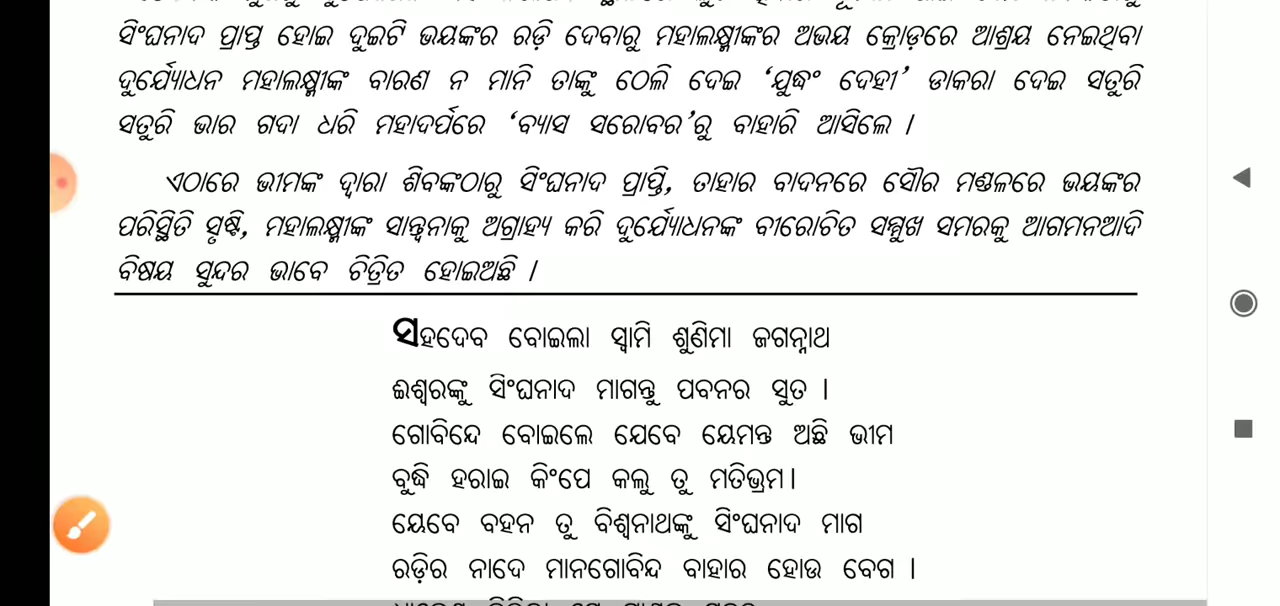 ସିଂଘନାଦ ପ୍ରାପ୍ତ ହୋଇ ଦୁଇଟି ଭୟଙ୍କର ରଡ଼ି ଦେବାରୁ ମହାଲକ୍ଷ୍ମୀଙ୍କର ଅଭୟ କ୍ରୋଡ଼ରେ ଆଶ୍ରୟ ନେଇଥିବା
ଦୁର୍ଯ୍ୟୋଧନ ମହାଲକ୍ଷ୍ମୀଙ୍କ ବାରଣ ନ ମାନି ତାଙ୍କୁ ଠେଲି ଦେଇ ‘ଯୁଦ୍ଧଂ ଦେହୀ’ ଡାକରା ଦେଇ ସତୁରି
ସତୁରି ଭାର ଗଦା ଧରି ମହାଦର୍ପରେ ‘ବ୍ୟାସ ସରୋବର’ରୁ ବାହାରି ଆସିଲେ ।
ଏଠାରେ ଭୀମଙ୍କ ଦ୍ୱାରା ଶିବଙ୍କଠାରୁ ସିଂଘନାଦ ପ୍ରାପ୍ତି, ତାହାର ବାଦନରେ ସୌର ମଣ୍ଡଳରେ ଭୟଙ୍କର
ପରିସ୍ଥିତି ସୃଷ୍ଟି, ମହାଲକ୍ଷ୍ମୀଙ୍କ ସାନ୍ତ୍ୱନାକୁ ଅଗ୍ରାହ୍ୟ କରି ଦୁର୍ଯ୍ୟୋଧନଙ୍କ ବୀରୋଚିତ ସମ୍ମୁଖ ସମରକୁ ଆଗମନଆଦି
ବିଷୟ ସୁନ୍ଦର ଭାବେ ଚିତ୍ରିତ ହୋଇଅଛି ।
ସହଦେବ ବୋଇଲା ସ୍ୱାମି ଶୁଣିମା ଜଗନ୍ନାଥ
ଈଶ୍ୱରଙ୍କୁ ସିଂଘନାଦ ମାଗନ୍ତୁ ପବନର ସୁତ ।
ଗୋବିନ୍ଦେ ବୋଇଲେ ଯେବେ ୟେମନ୍ତ ଅଛି ଭୀମ
ବୁଦ୍ଧି ହରାଇ କିଂପେ କଲୁ ତୁ ମତିଭ୍ରମ।
ୟେବେ ବହନ ତୁ ବିଶ୍ୱନାଥଙ୍କୁ ସିଂଘନାଦ ମାଗ
ରଡ଼ିର ନାଦେ ମାନଗୋବିନ୍ଦ ବାହାର ହୋଉ ବେଗ ।